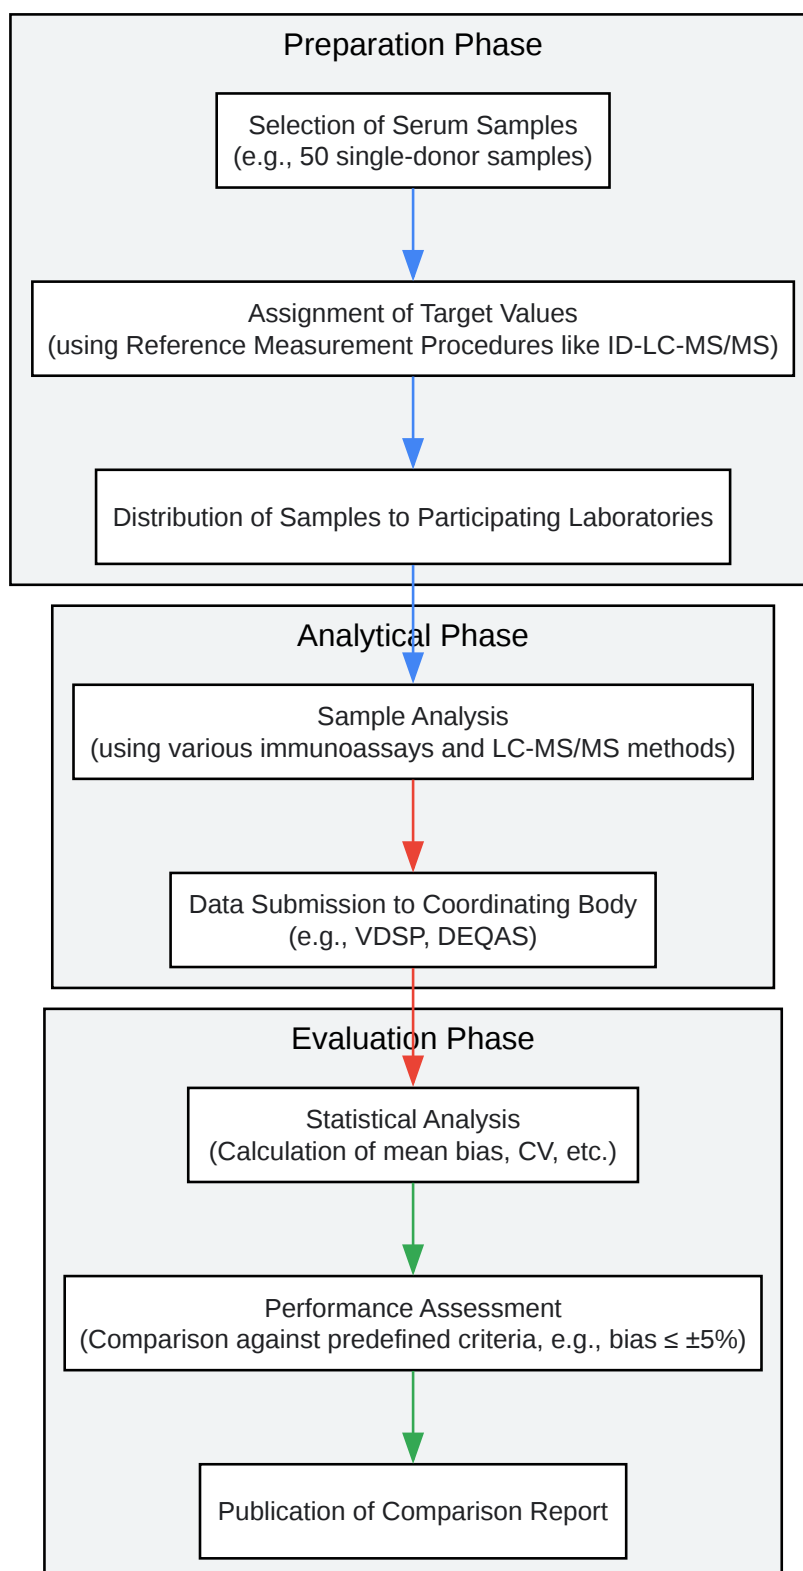 Preparation Phase
Selection of Serum Samples
(e.g., 50 single-donor samples)
Assignment of Target Values
(using Reference Measurement Procedures like ID-LC-MS/MS)
Distribution of Samples to Participating Laboratories
Analytical Phase
Sample Analysis
(using various immunoassays and LC-MS/MS methods)
Data Submission to Coordinating Body
(e.g., VDSP, DEQAS)
Evaluation Phase
Statistical Analysis
(Calculation of mean bias, CV, etc.)
Performance Assessment
(Comparison against predefined criteria, e.g., bias ≤ ±5%)
Publication of Comparison Report